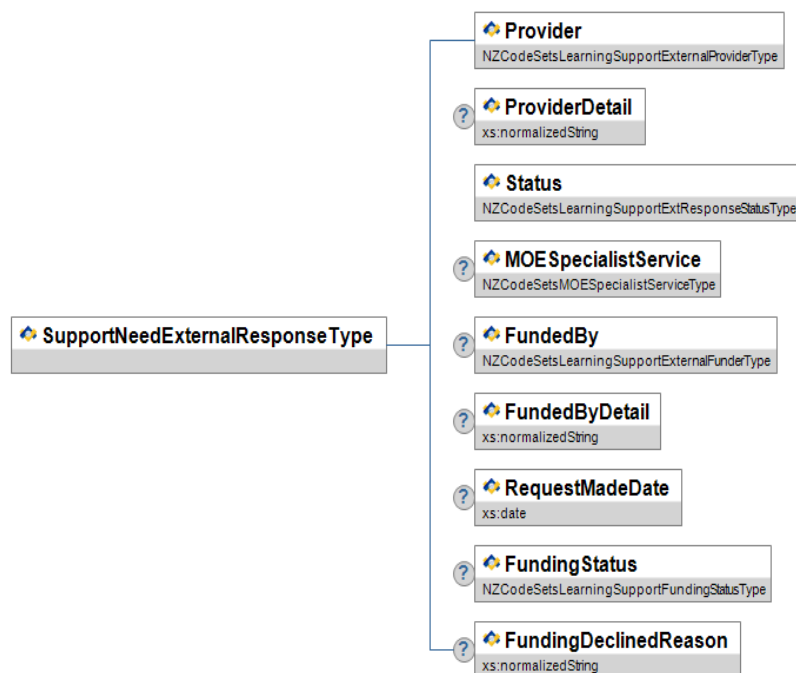 Provider
NZCodeSetsLearningSupportExternalProviderType
?
ProviderDetail
xs:normalizedString
Status
NZCodeSetsLearningSupportExtResponseStatusType
?
MOESpecialistService
NZCodeSetsMOESpecialistServiceType
SupportNeedExternalResponseType
?
FundedBy
NZCodeSetsLearningSupportExternalFunderType
?
FundedByDetail
xs:normalizedString
?
RequestMadeDate
xs:date
?
FundingStatus
NZCodeSetsLearningSupportFundingStatusType
?
FundingDeclinedReason
xs:normalizedString